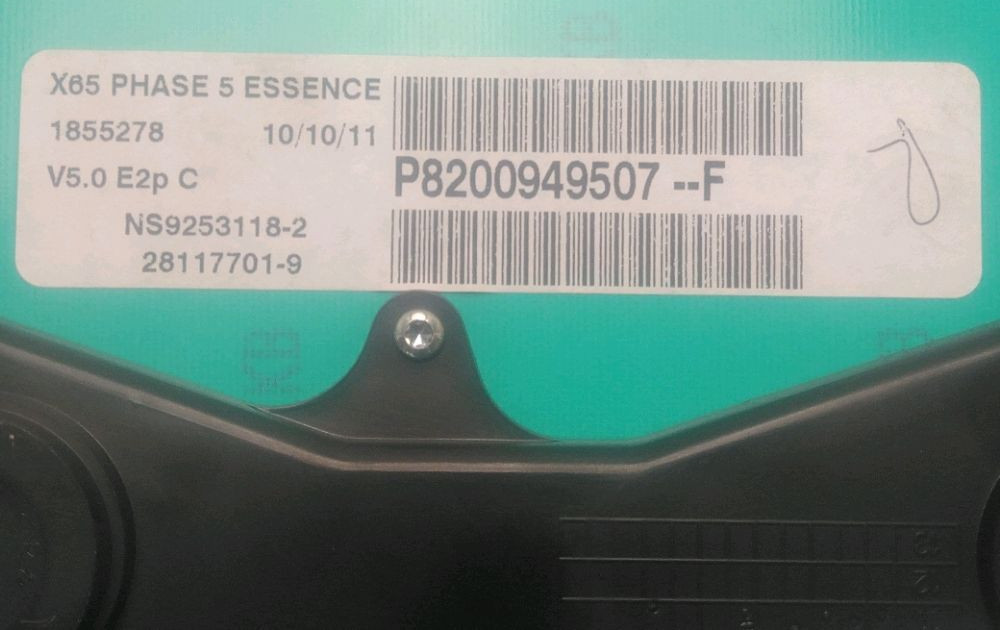 X65 PHASE 5 ESSENCE
1855278 10/10/11
V5.0 E2p C
P8200949507 --F
NS9253118-2
28117701-9